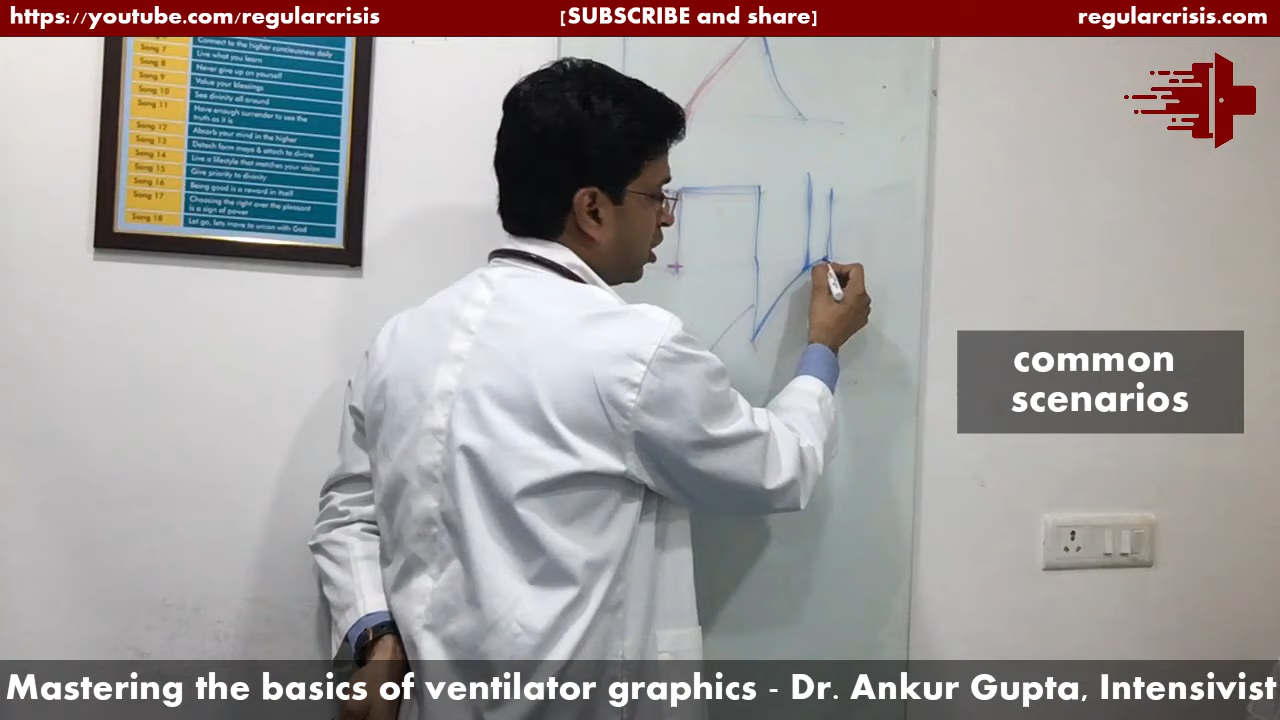 https://youtube.com/regularcrisis
[SUBSCRIBE and share]
regularcrisis.com
Song 7 Connect to the higher conciousness daily
Song 8 Live what you learn
Never give up on yourself
Song 9 Value your blessings
Song 10 See divinity all around
Song 11 Have enough surrender to see the
truth as it is
Song 12 Absorb your mind in the higher
Song 13 Detach form maya & attach to divine
Song 14 Live a lifestyle that matches your vision
Song 15 Give priority to divinity
Song 16 Being good is a reward in itself
Song 17 Choosing the right over the pleasant
is a sign of power
Song 18 Let go, lets move to union with God
common
scenarios
Mastering the basics of ventilator graphics - Dr. Ankur Gupta, Intensivist